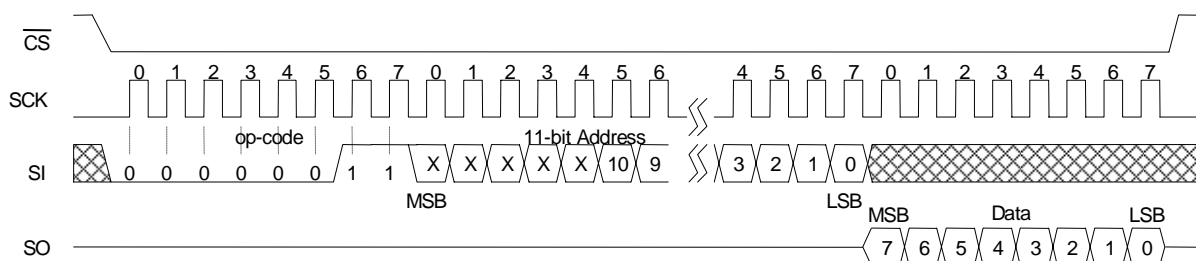 CS
0 1 2 3 4 5 6 7 0 1 2 3 4 5 6 4 5 6 7 0 1 2 3 4 5 6 7
SCK
op-code 11-bit Address
SI 0 0 0 0 0 0 1 1 X X X X X 10 9 3 2 1 0
MSB LSB
MSB Data LSB
SO 7 6 5 4 3 2 1 0